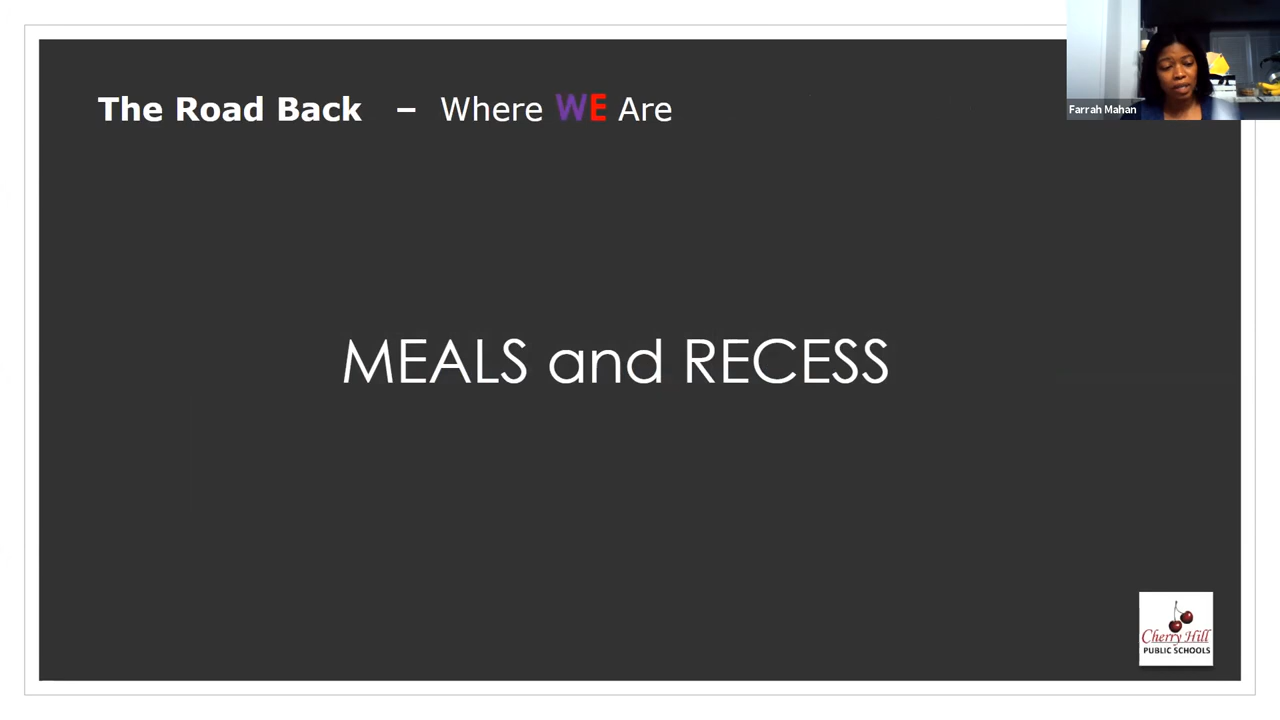 The Road Back – Where WE Are
Farrah Mahan
MEALS and RECESS
Cherry Hill
PUBLIC SCHOOLS